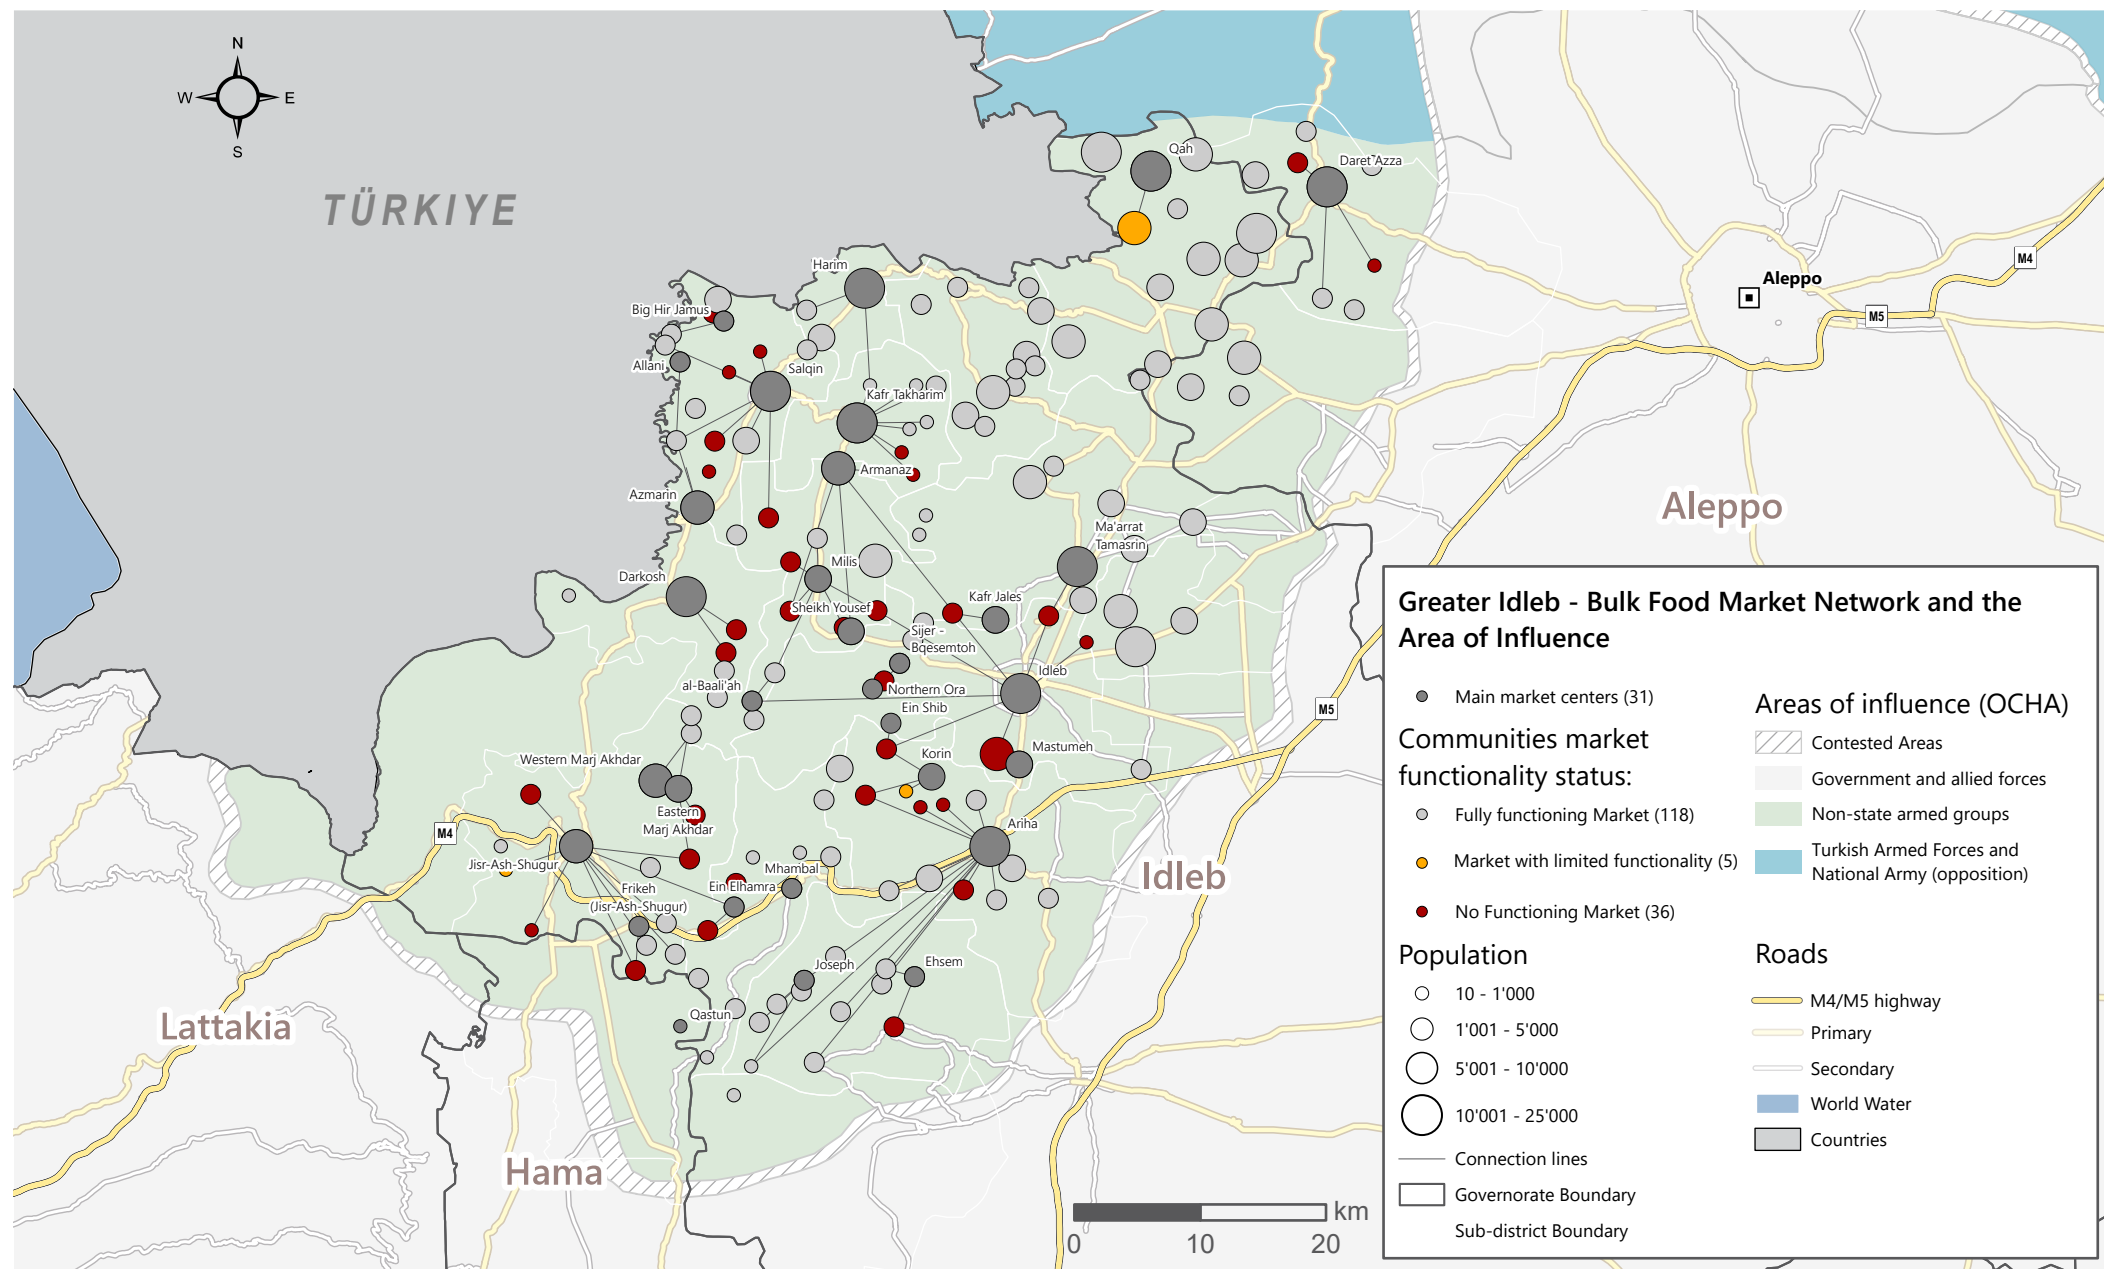 N
W E
S
TÜRKIYE
Qah
Daret Azza
Harim
Big Hir Jamus
Allani
Salqin
Kafr Takharim
Armanaz
Azmarin
Ma'arrat
Tamasrin
Milis
Darkosh
Sheikh Yousef
Kafr Jales
Sijer -
Bqesemtoh
Idleb
al-Baali'ah
Northern Ora
Ein Shib
Mastumeh
Korin
Western Marj Akhdar
Eastern
Marj Akhdar
Ariha
Jisr-Ash-Shugur
Mhambal
Frikeh
(Jisr-Ash-Shugur)
Ein Elhamra
Joseph
Ehsem
Qastun
M4
M5
Aleppo
M4
M5
Aleppo
Idleb
Lattakia
Hama
Greater Idleb - Bulk Food Market Network and the
Area of Influence
Main market centers (31)
Communities market
functionality status:
Fully functioning Market (118)
Market with limited functionality (5)
No Functioning Market (36)
Population
10 - 1'000
1'001 - 5'000
5'001 - 10'000
10'001 - 25'000
Connection lines
Governorate Boundary
Sub-district Boundary
Areas of influence (OCHA)
Contested Areas
Government and allied forces
Non-state armed groups
Turkish Armed Forces and
National Army (opposition)
Roads
M4/M5 highway
Primary
Secondary
World Water
Countries
km
0 10 20